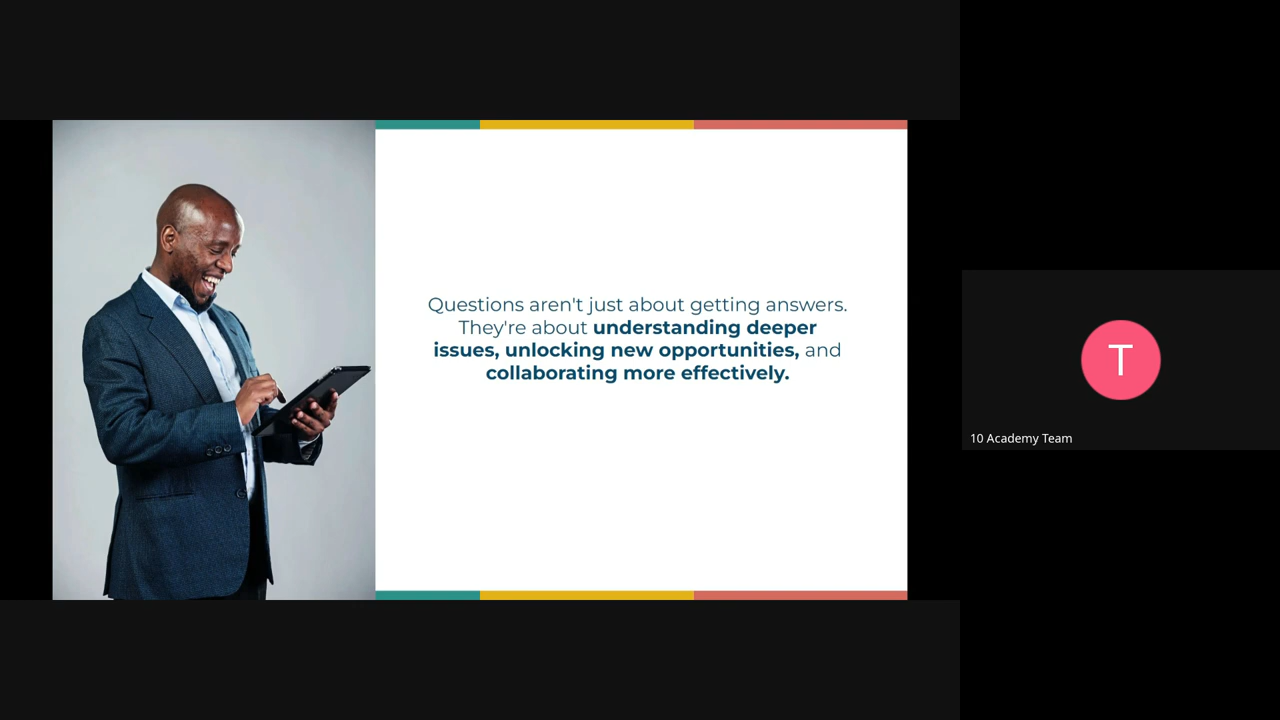 Questions aren't just about getting answers.
They're about understanding deeper
issues, unlocking new opportunities, and
collaborating more effectively.
T
10 Academy Team